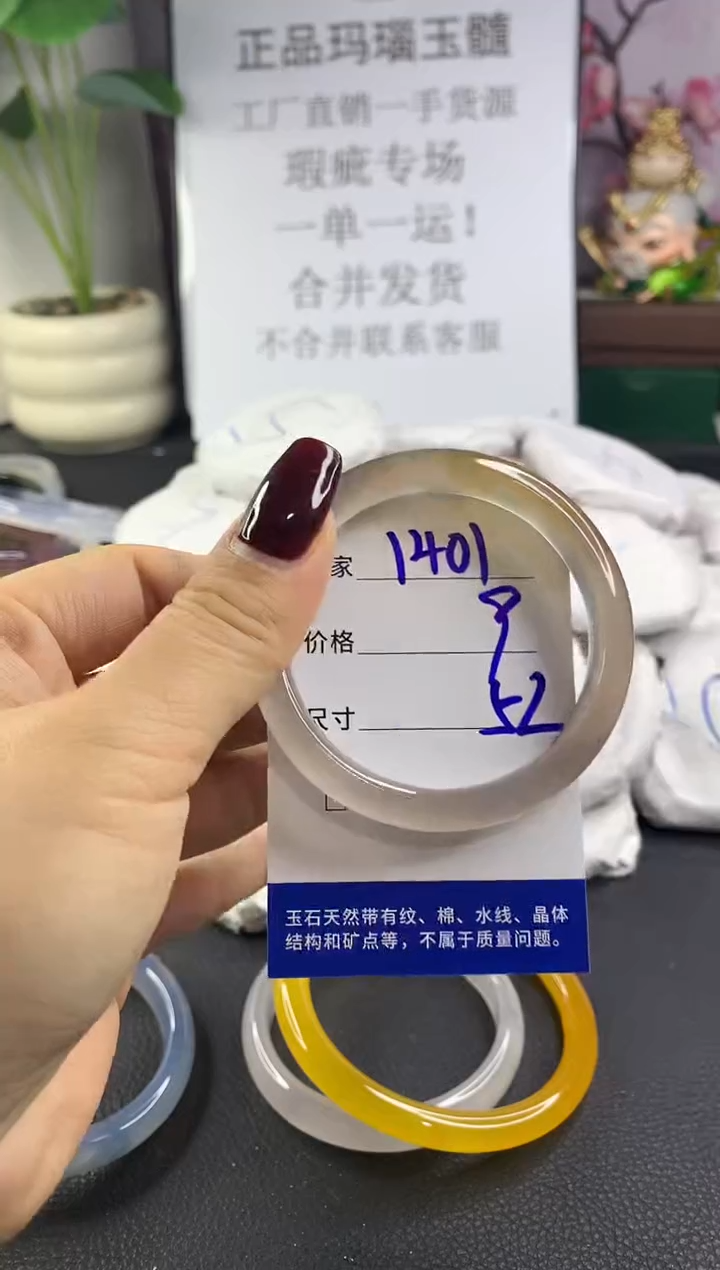 正品玛瑙玉髓
工厂直销一手货源
瑕疵专场
一单一运!
合并发货
不合并联系客服
家 1401
价格
尺寸 52
玉石天然带有纹、棉、水线、晶体
结构和矿点等，不属于质量问题。